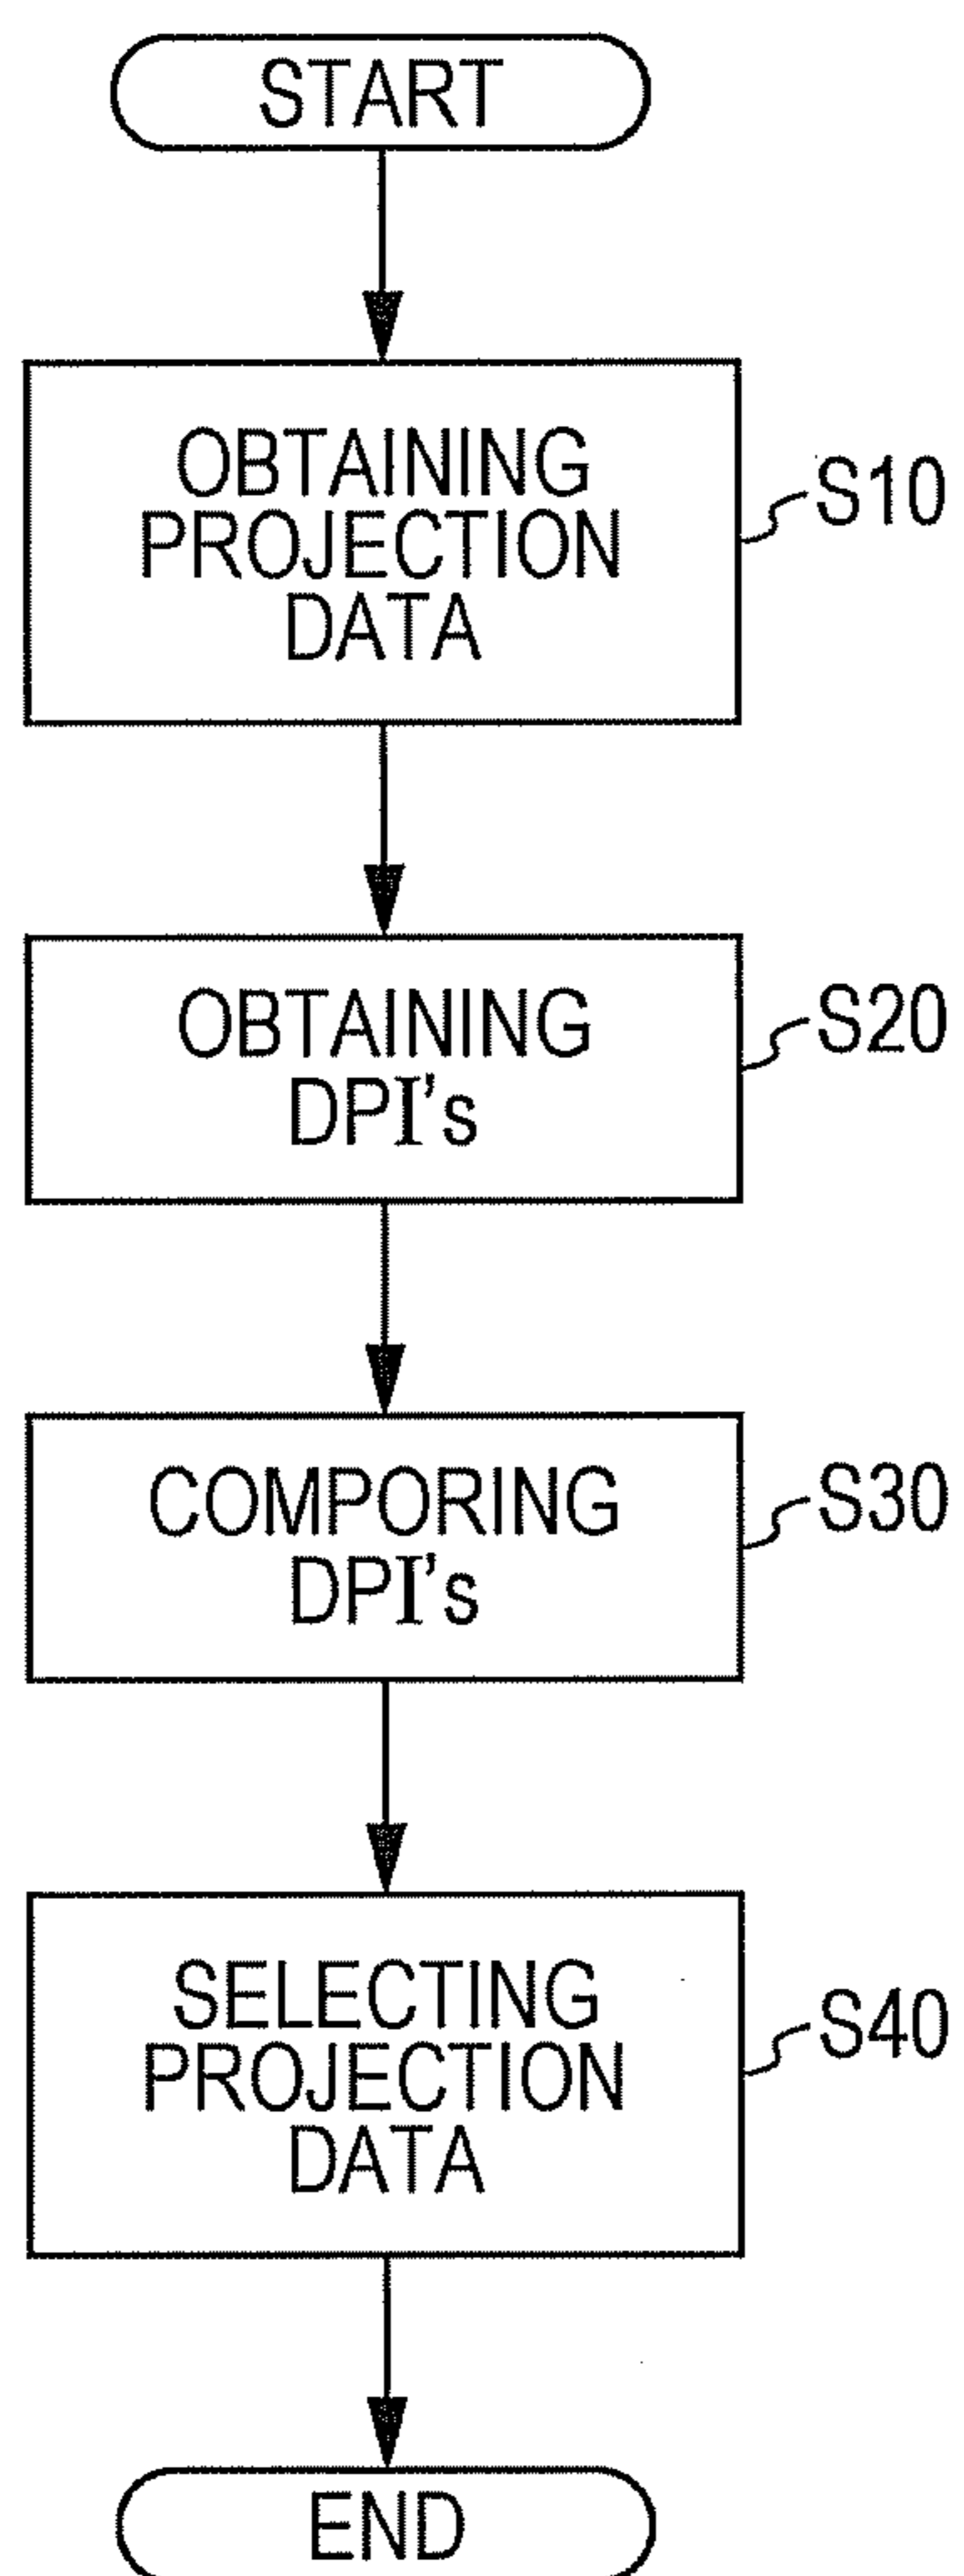 START
OBTAINING
PROJECTION
DATA
S10
OBTAINING
DPI's
S20
COMPORING
DPI's
S30
SELECTING
PROJECTION
DATA
S40
END